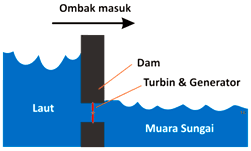 Ombak masuk
Dam
Turbin & Generator
Laut
Muara Sungai